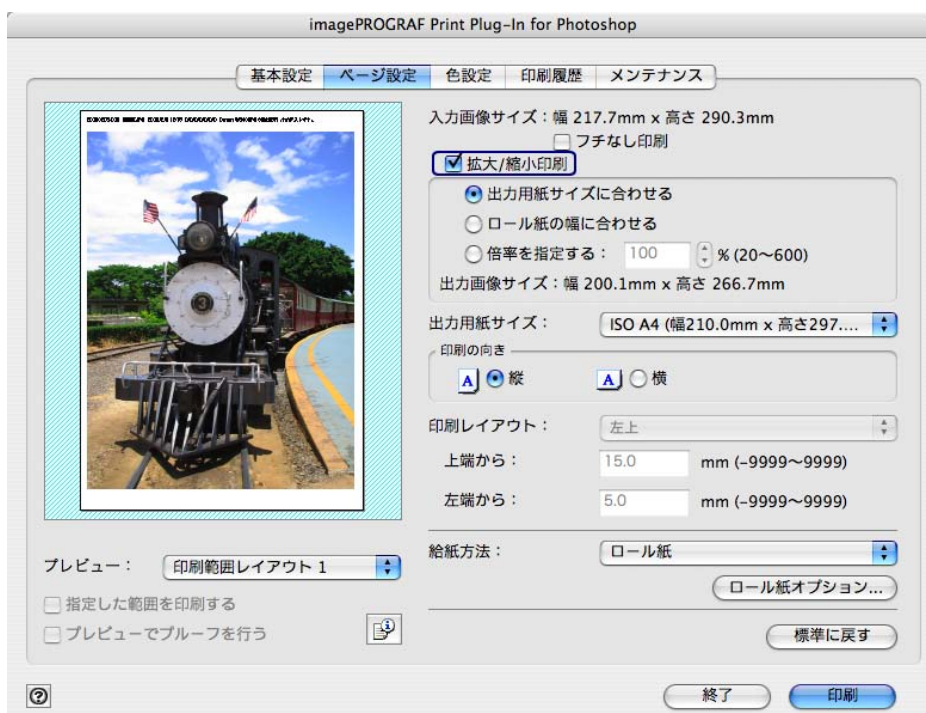 imagePROGRAF Print Plug-In for Photoshop
基本設定 ページ設定 色設定 印刷履歴 メンテナンス
入力画像サイズ：幅 217.7mm x 高さ 290.3mm
フチなし印刷
拡大/縮小印刷
出力用紙サイズに合わせる
ロール紙の幅に合わせる
倍率を指定する： 100 % (20～600)
出力画像サイズ：幅 200.1mm x 高さ 266.7mm
出力用紙サイズ： ISO A4 (幅210.0mm x 高さ297....
印刷の向き
A 縦 A 横
印刷レイアウト： 左上
上端から： 15.0 mm (-9999～9999)
左端から： 5.0 mm (-9999～9999)
給紙方法： ロール紙
ロール紙オプション...
標準に戻す
3
プレビュー： 印刷範囲レイアウト 1
指定した範囲を印刷する
プレビューでプルーフを行う
? 終了 印刷